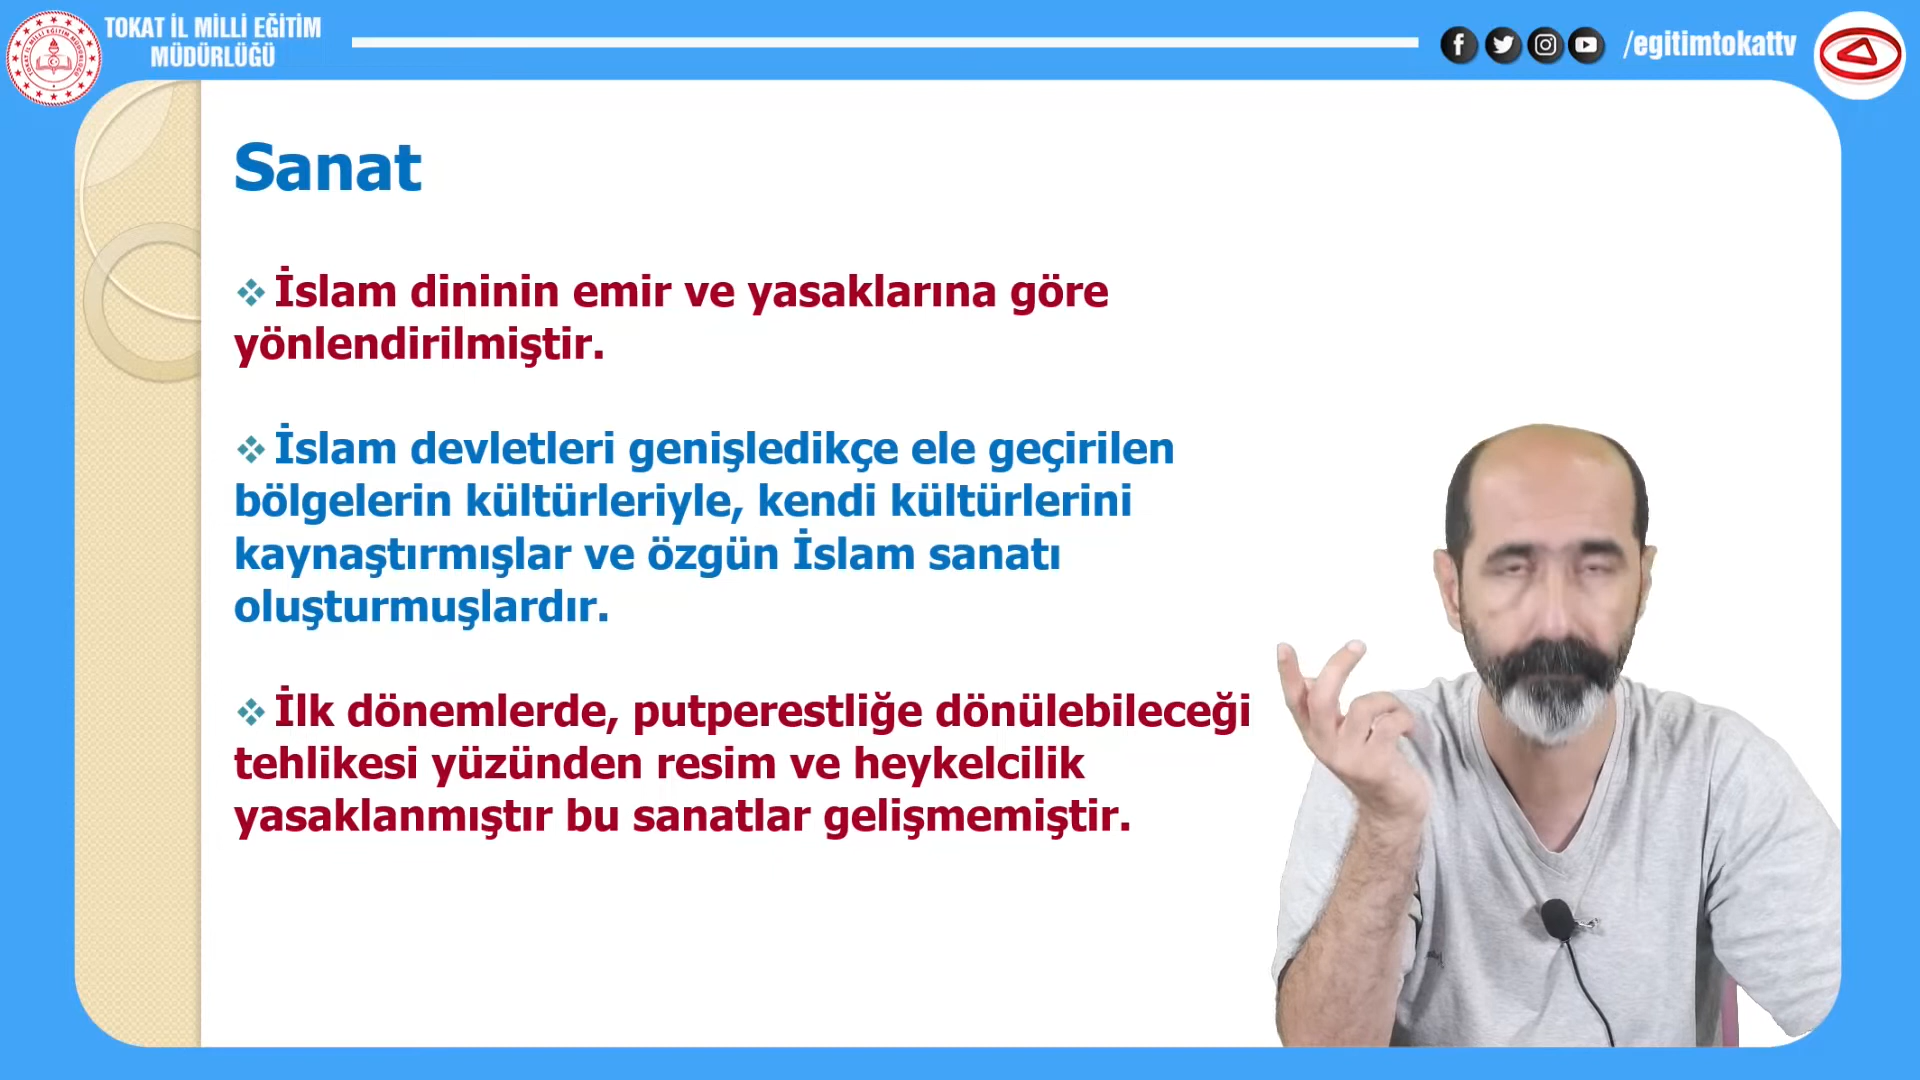 TOKAT İL MİLLİ EĞİTİM
MÜDÜRLÜĞÜ
/egitimtokattv
Sanat
İslam dininin emir ve yasaklarına göre
yönlendirilmiştir.
İslam devletleri genişledikçe ele geçirilen
bölgelerin kültürleriyle, kendi kültürlerini
kaynaştırmışlar ve özgün İslam sanatı
oluşturmuşlardır.
İlk dönemlerde, putperestliğe dönülebileceği
tehlikesi yüzünden resim ve heykelcilik
yasaklanmıştır bu sanatlar gelişmemiştir.